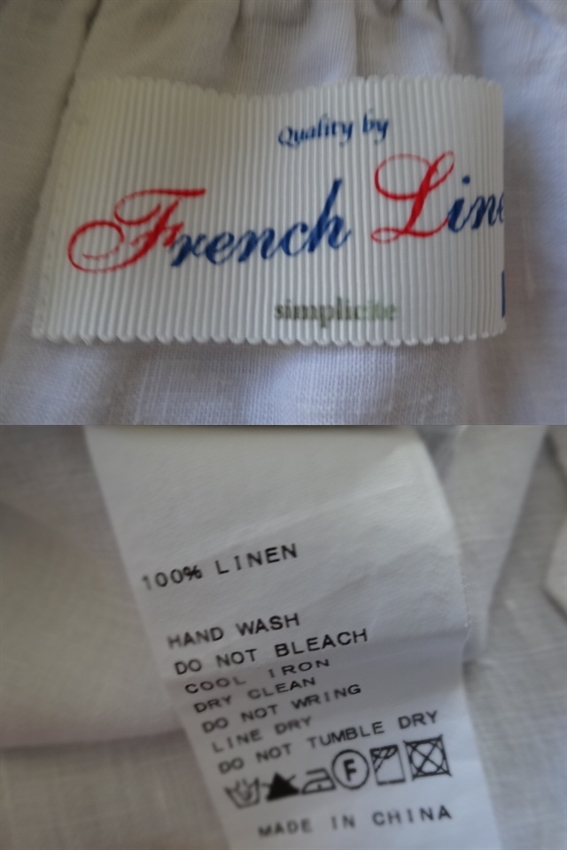 Quality by
French Line
simplicite
100% LINEN
HAND WASH
DO NOT BLEACH
COOL IRON
DRY CLEAN
DO NOT WRING
LINE DRY
DO NOT TUMBLE DRY
F
MADE IN CHINA